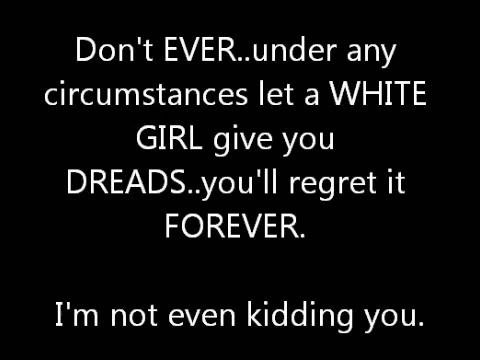 Don't EVER..under any
circumstances let a WHITE
GIRL give you
DREADS..you'll regret it
FOREVER.
I'm not even kidding you.